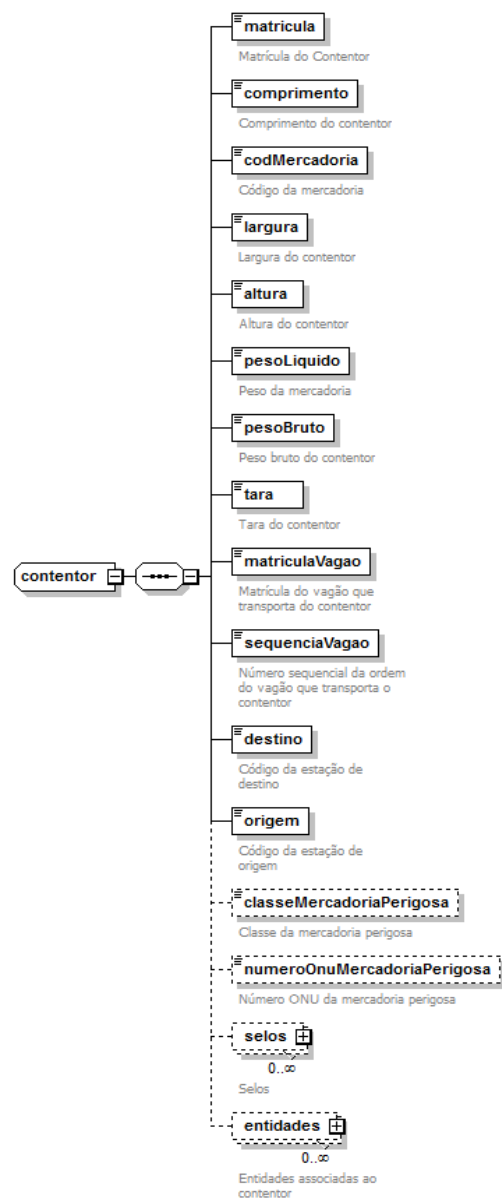 matricula
Matrícula do Contentor
comprimento
Comprimento do contentor
codMercadoria
Código da mercadoria
largura
Largura do contentor
altura
Altura do contentor
pesoLiquido
Peso da mercadoria
pesoBruto
Peso bruto do contentor
tara
Tara do contentor
contentor
matriculaVagao
Matrícula do vagão que
transporta do contentor
sequenciaVagao
Número sequencial da ordem
do vagão que transporta o
contentor
destino
Código da estação de
destino
origem
Código da estação de
origem
classeMercadoriaPerigosa
Classe da mercadoria perigosa
numeroOnuMercadoriaPerigosa
Número ONU da mercadoria perigosa
selos
0..∞
Selos
entidades
0..∞
Entidades associadas ao
contentor